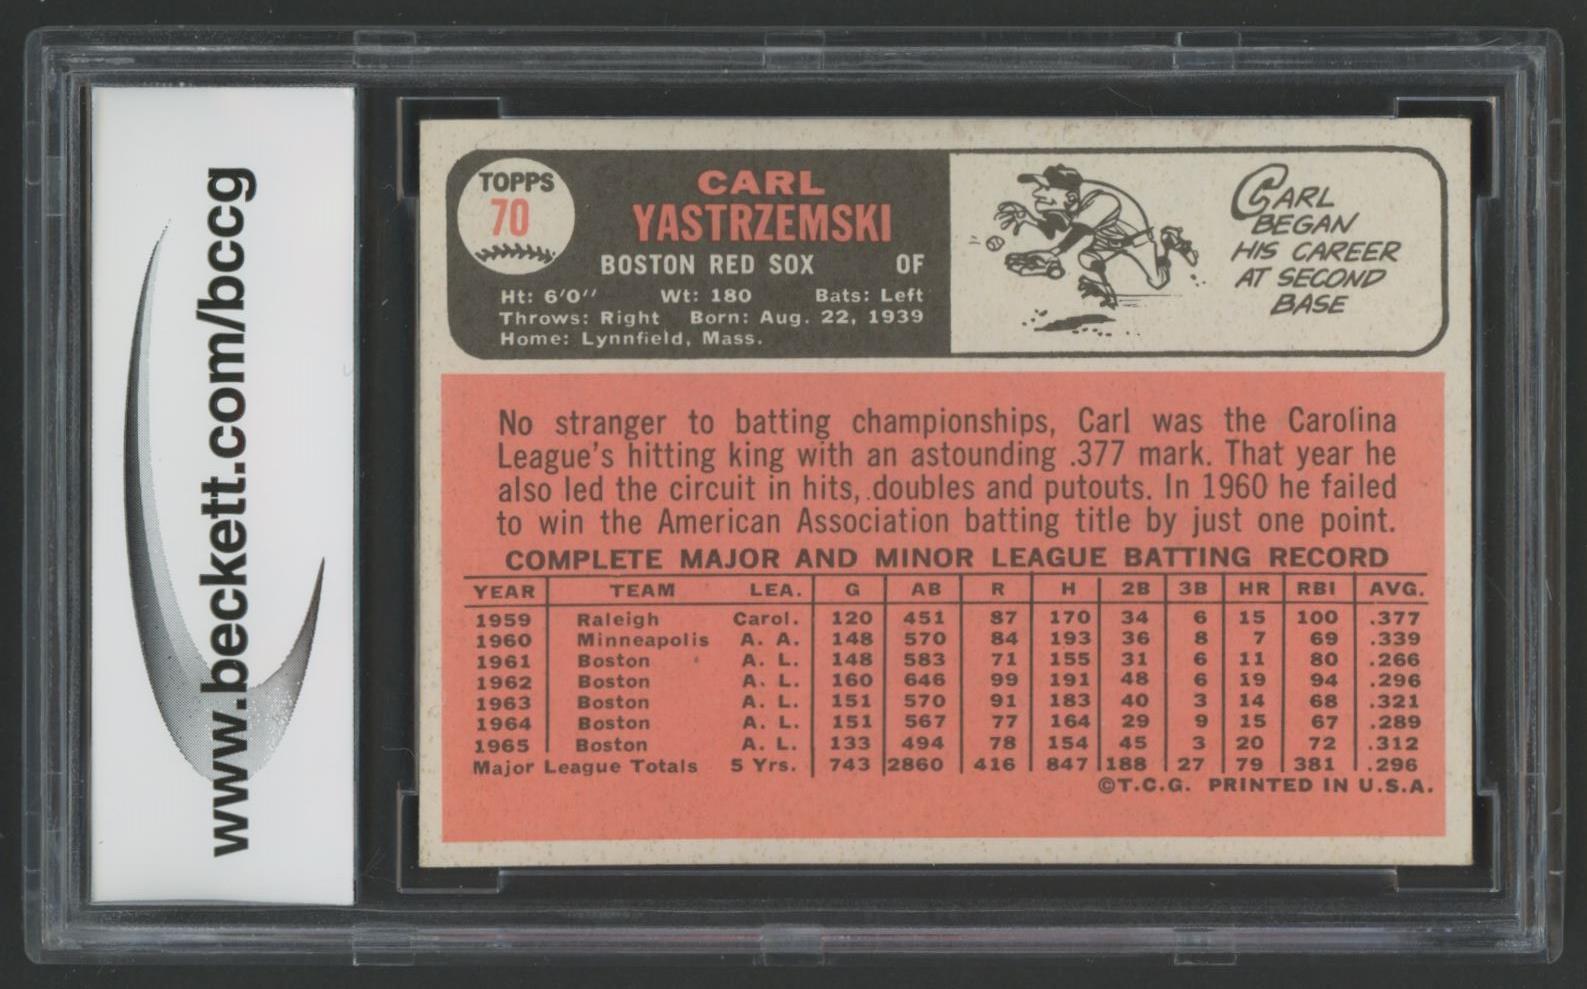 www.beckett.com/bccg
TOPPS
70
CARL
YASTRZEMSKI
BOSTON RED SOX OF
Ht: 6'0" Wt: 180 Bats: Left
Throws: Right Born: Aug. 22, 1939
Home: Lynnfield, Mass.
CARL
BEGAN
HIS CAREER
AT SECOND
BASE
No stranger to batting championships, Carl was the Carolina
League's hitting king with an astounding .377 mark. That year he
also led the circuit in hits, doubles and putouts. In 1960 he failed
to win the American Association batting title by just one point.
COMPLETE MAJOR AND MINOR LEAGUE BATTING RECORD
YEAR TEAM LEA. G AB R H 2B 3B HR RBI AVG.
1959 Raleigh Carol. 120 451 87 170 34 6 15 100 .377
1960 Minneapolis A. A. 148 570 84 193 36 8 7 69 .339
1961 Boston A. L. 148 583 71 155 31 6 11 80 .266
1962 Boston A. L. 160 646 99 191 48 6 19 94 .296
1963 Boston A. L. 151 570 91 183 40 3 14 68 .321
1964 Boston A. L. 151 567 77 164 29 9 15 67 .289
1965 Boston A. L. 133 494 78 154 45 3 20 72 .312
Major League Totals 5 Yrs. 743 2860 416 847 188 27 79 381 .296
©T.C.G. PRINTED IN U.S.A.